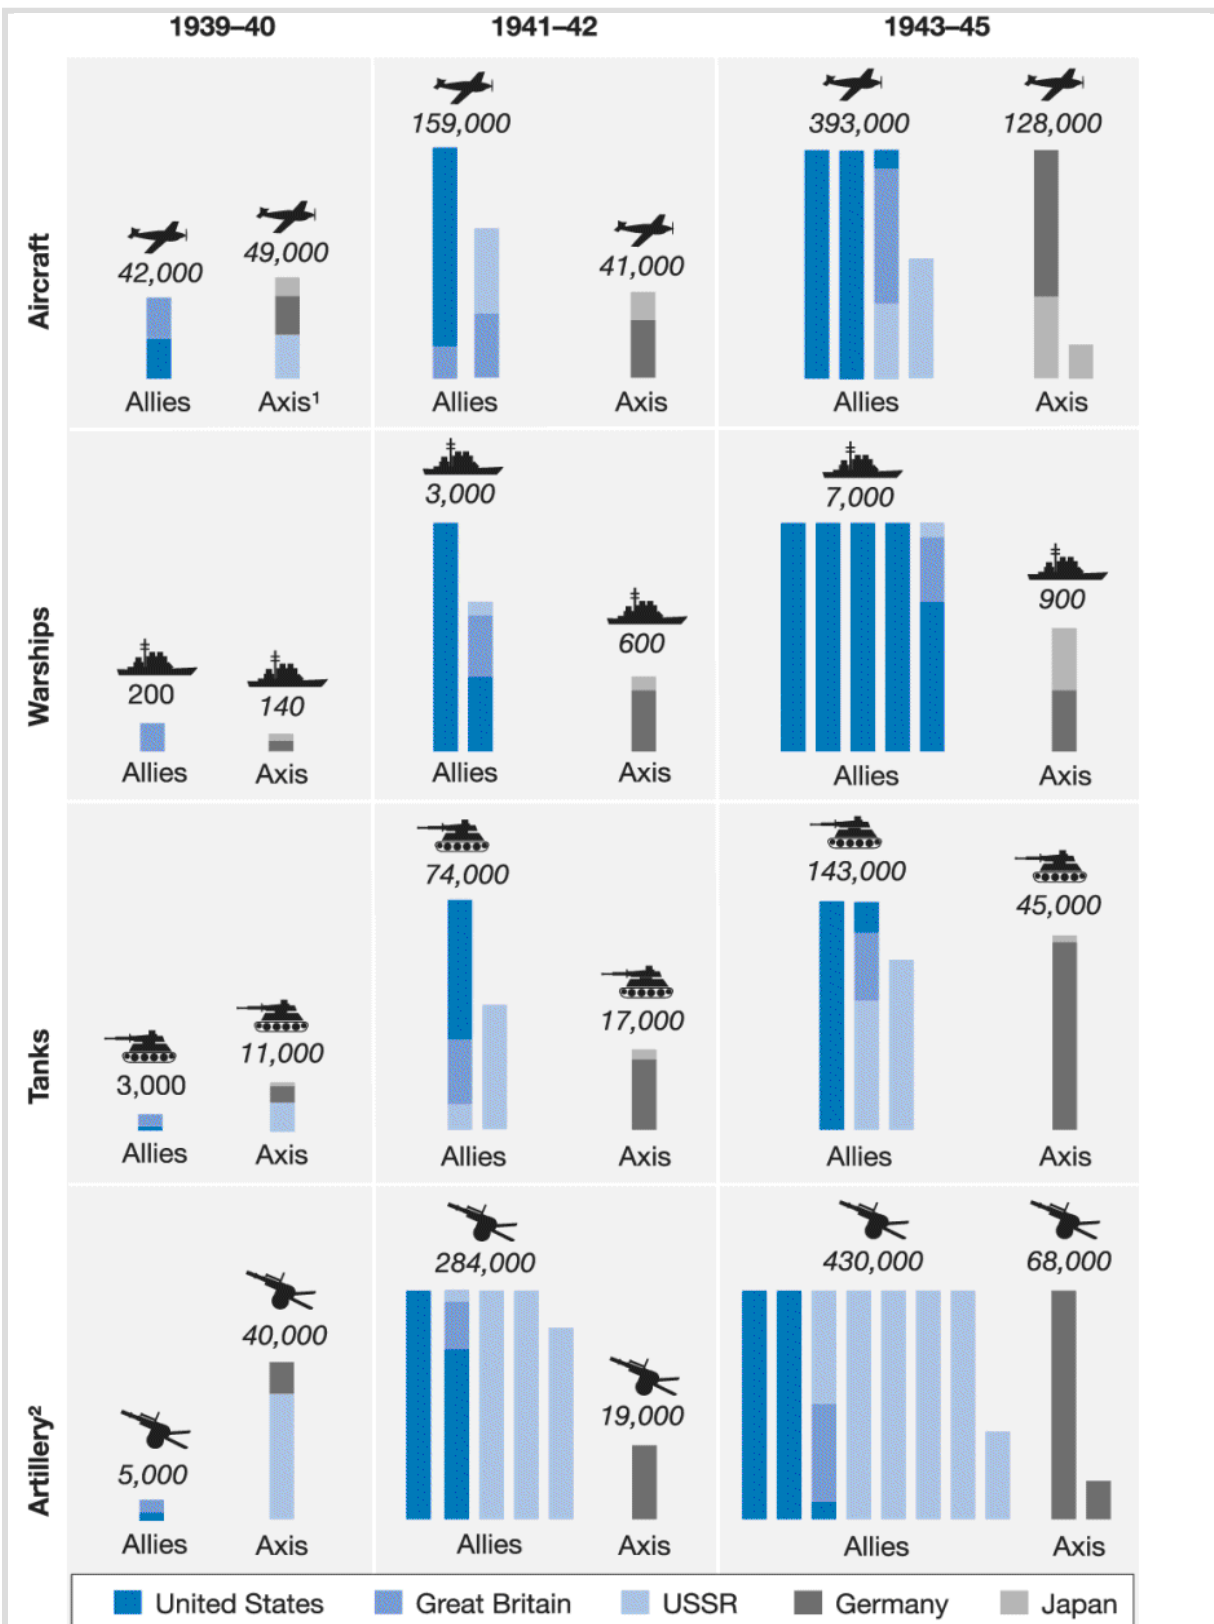 1939–40 1941–42 1943–45
Aircraft
159,000 393,000 128,000
42,000 49,000 41,000
Allies Axis¹ Allies Axis Allies Axis
Warships
3,000 7,000
200 140 600 900
Allies Axis Allies Axis Allies Axis
Tanks
74,000 143,000 45,000
3,000 11,000 17,000
Allies Axis Allies Axis Allies Axis
Artillery²
284,000 430,000 68,000
5,000 40,000 19,000
Allies Axis Allies Axis Allies Axis
United States Great Britain USSR Germany Japan